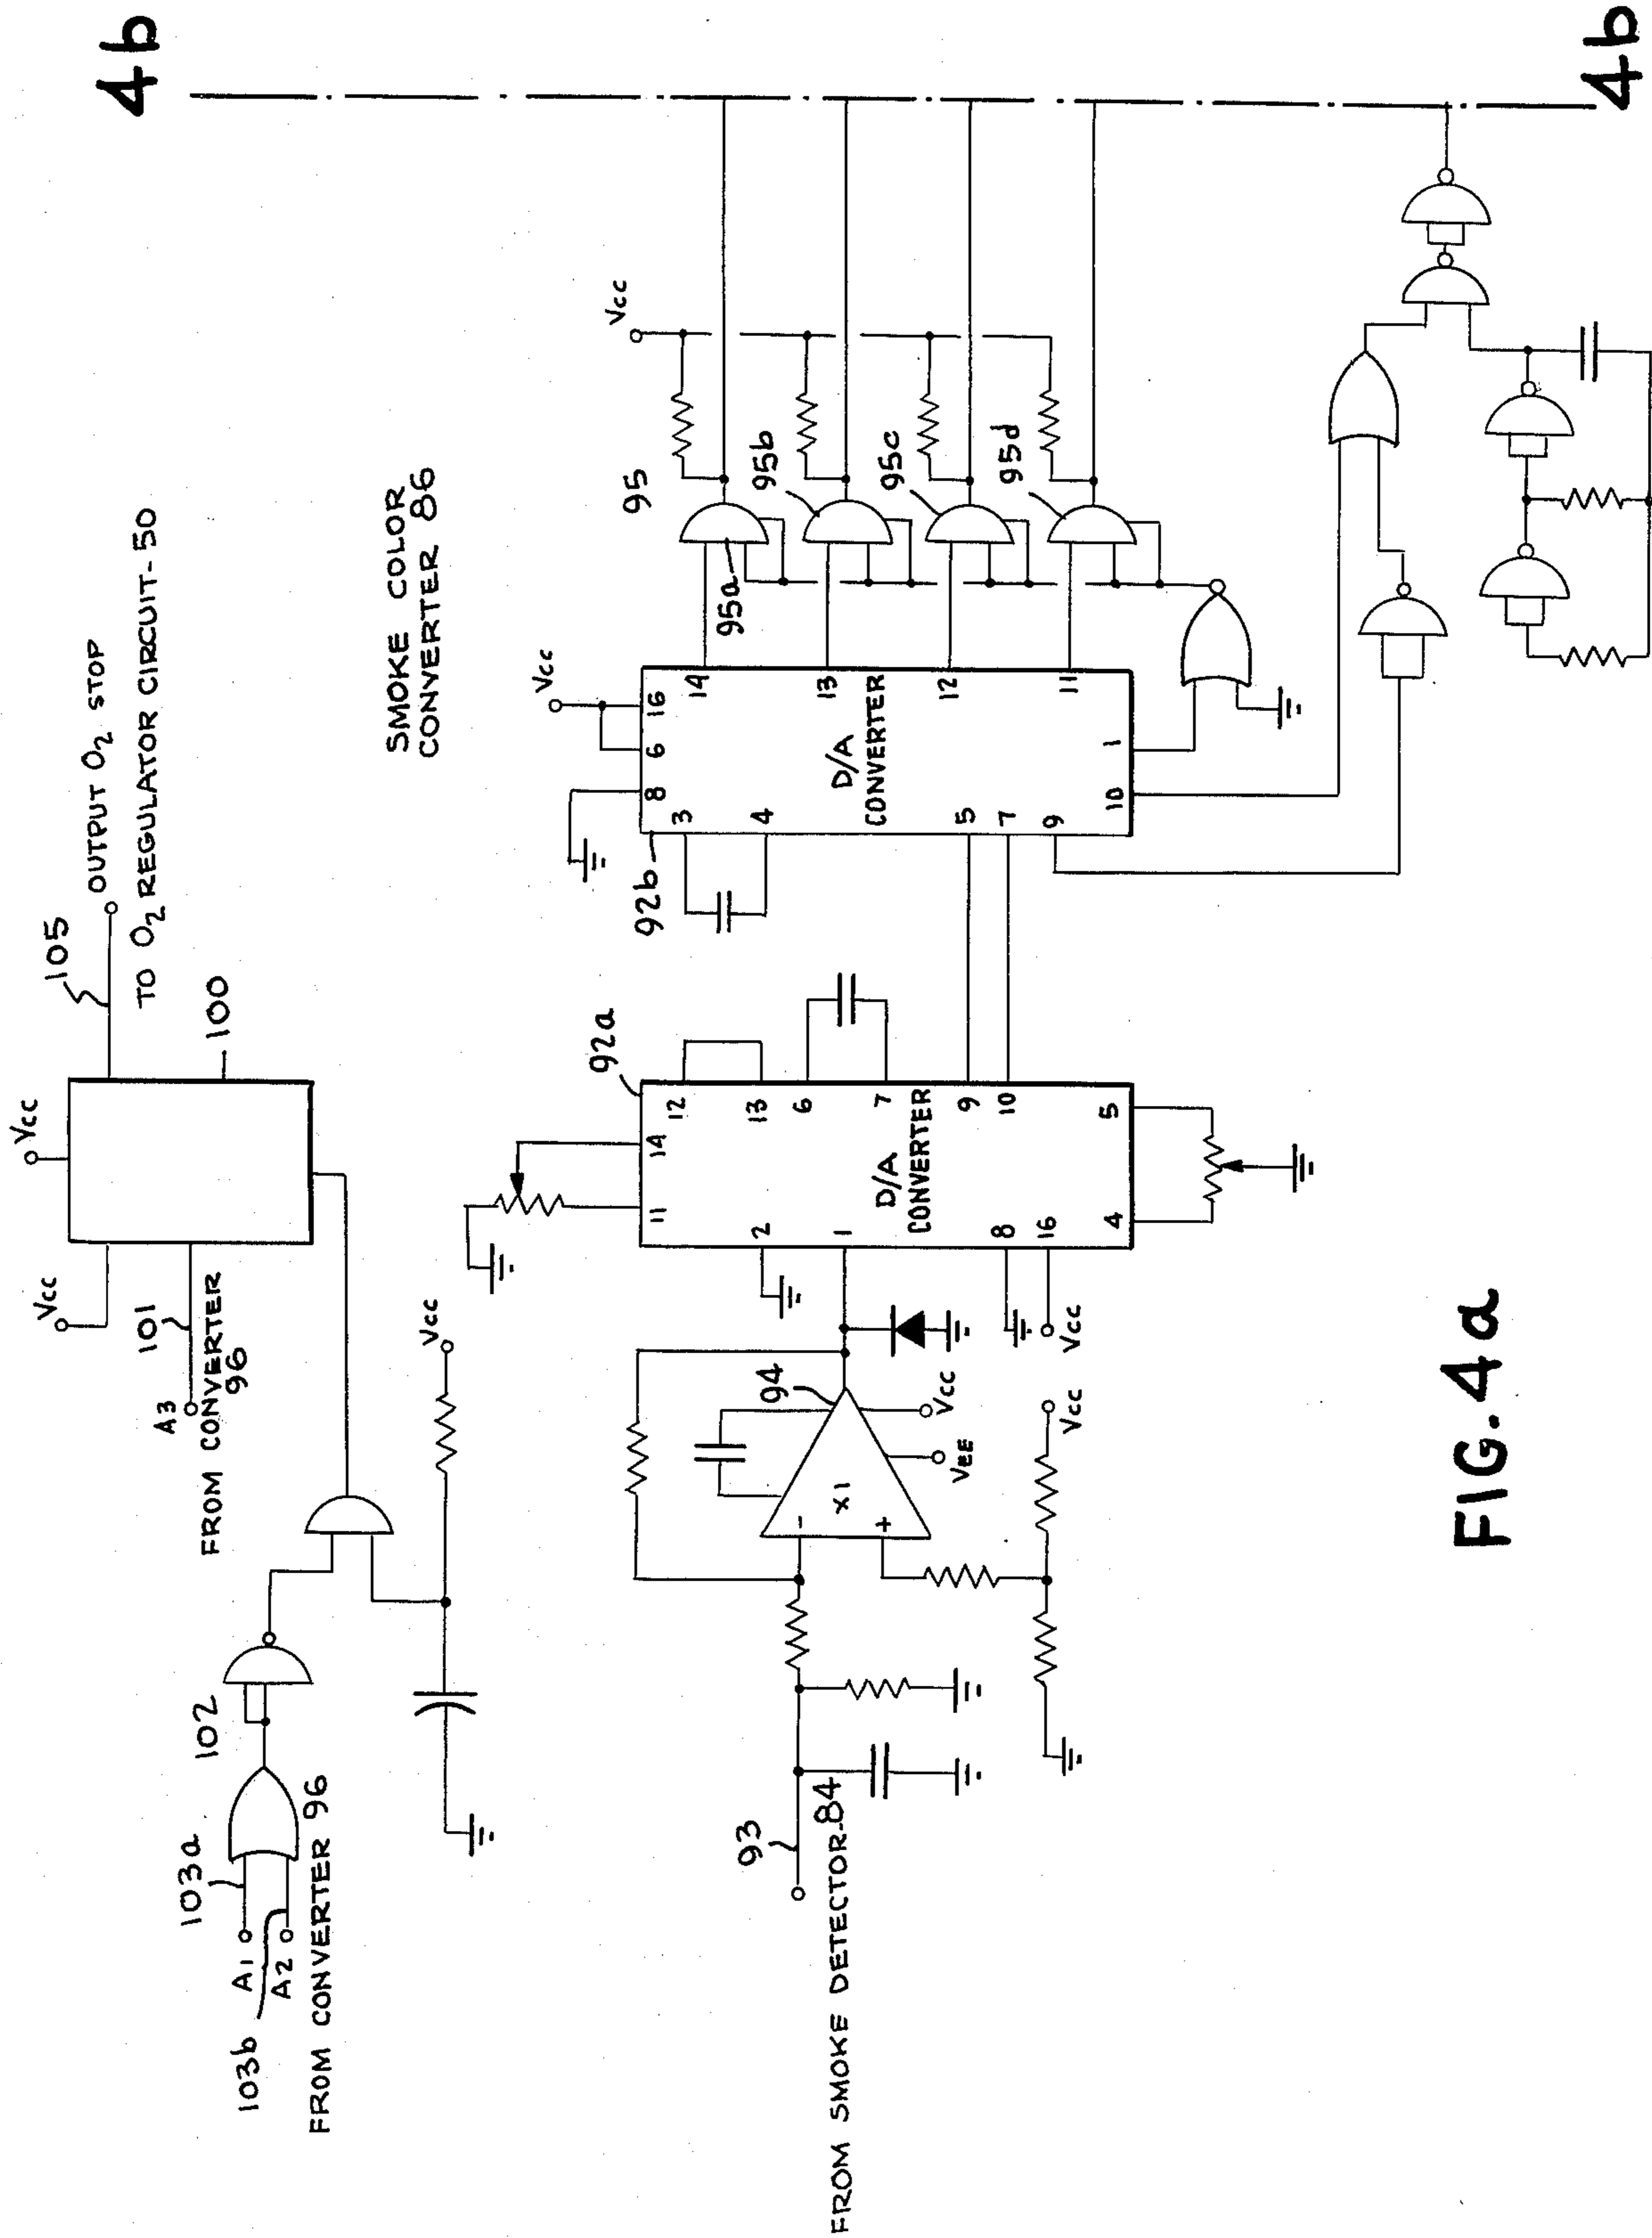 4b
Vcc
Vcc
105
OUTPUT O2 STOP
TO O2 REGULATOR CIRCUIT-50
100
101
A3
FROM CONVERTER
96
103a
102
A1
A2
103b
FROM CONVERTER 96
Vcc
SMOKE COLOR
CONVERTER 86
Vcc
Vcc
92a
92b
95
95a
95b
95c
95d
11
14
12
13
2
1
8
16
4
6
7
9
10
5
D/A
CONVERTER
8
6
16
3
4
5
7
9
10
1
14
13
12
11
D/A
CONVERTER
94
-
+
X1
VEE
Vcc
Vcc
Vcc
93
FROM SMOKE DETECTOR-84
FIG.4a
4b